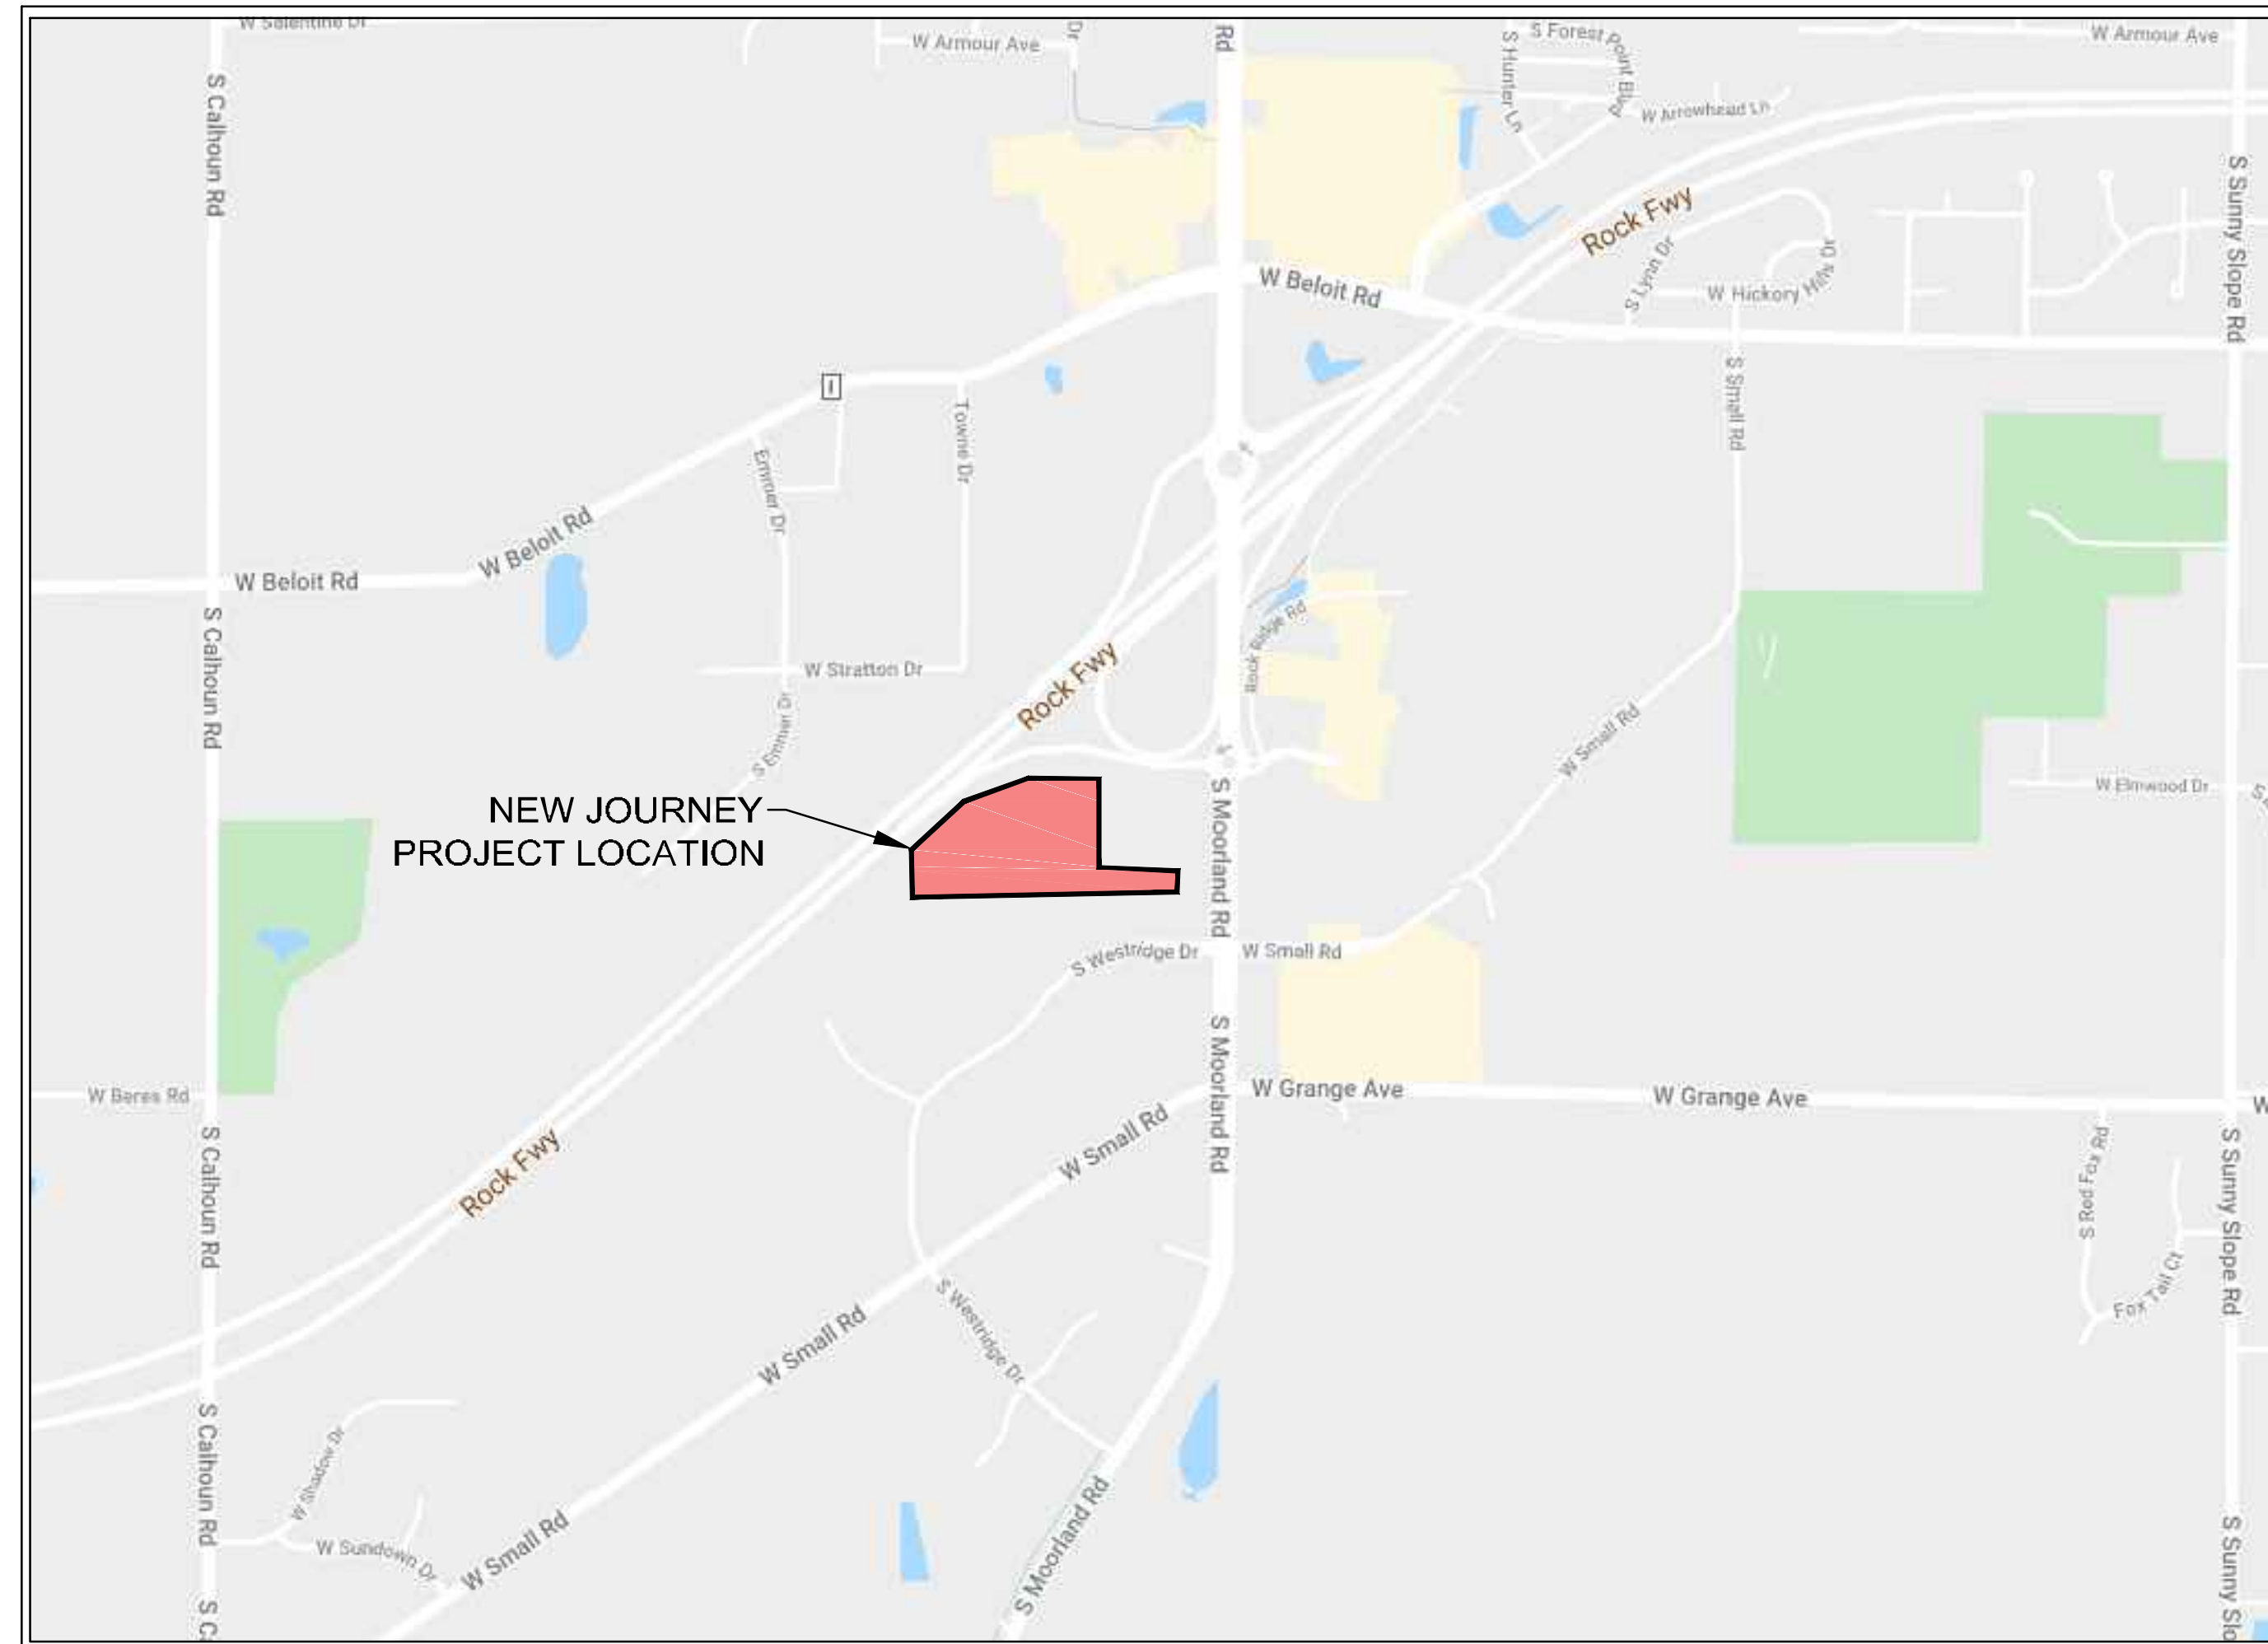 W Armour Ave
Dr
Rd
S Hunter Ln
S Forest Point Blvd
W Armour Ave
W Arrowhead Ln
S Calhoun Rd
S Sunny Slope Rd
Rock Fwy
S Lynn Dr
W Hickory Hills Dr
W Beloit Rd
S Small Rd
I
Towne Dr
Emmer Dr
W Beloit Rd
W Beloit Rd
S Calhoun Rd
Rock Ridge Rd
W Stratton Dr
Rock Fwy
S Emmer Dr
W Small Rd
W Elmwood Dr
S
NEW JOURNEY
PROJECT LOCATION
S Moorland Rd
S Westridge Dr
W Small Rd
S Moorland Rd
W Beres Rd
W Grange Ave
W Grange Ave
W
W Small Rd
Rock Fwy
S Calhoun Rd
S Red Fox Rd
S Sunny Slope Rd
Fox Tail Ct
S Westridge Dr
W Small Rd
S Calhoun Rd
W Shadow Dr
W Sundown Dr
W Small Rd
S Moorland Rd
S Sunny Slo
S Ca